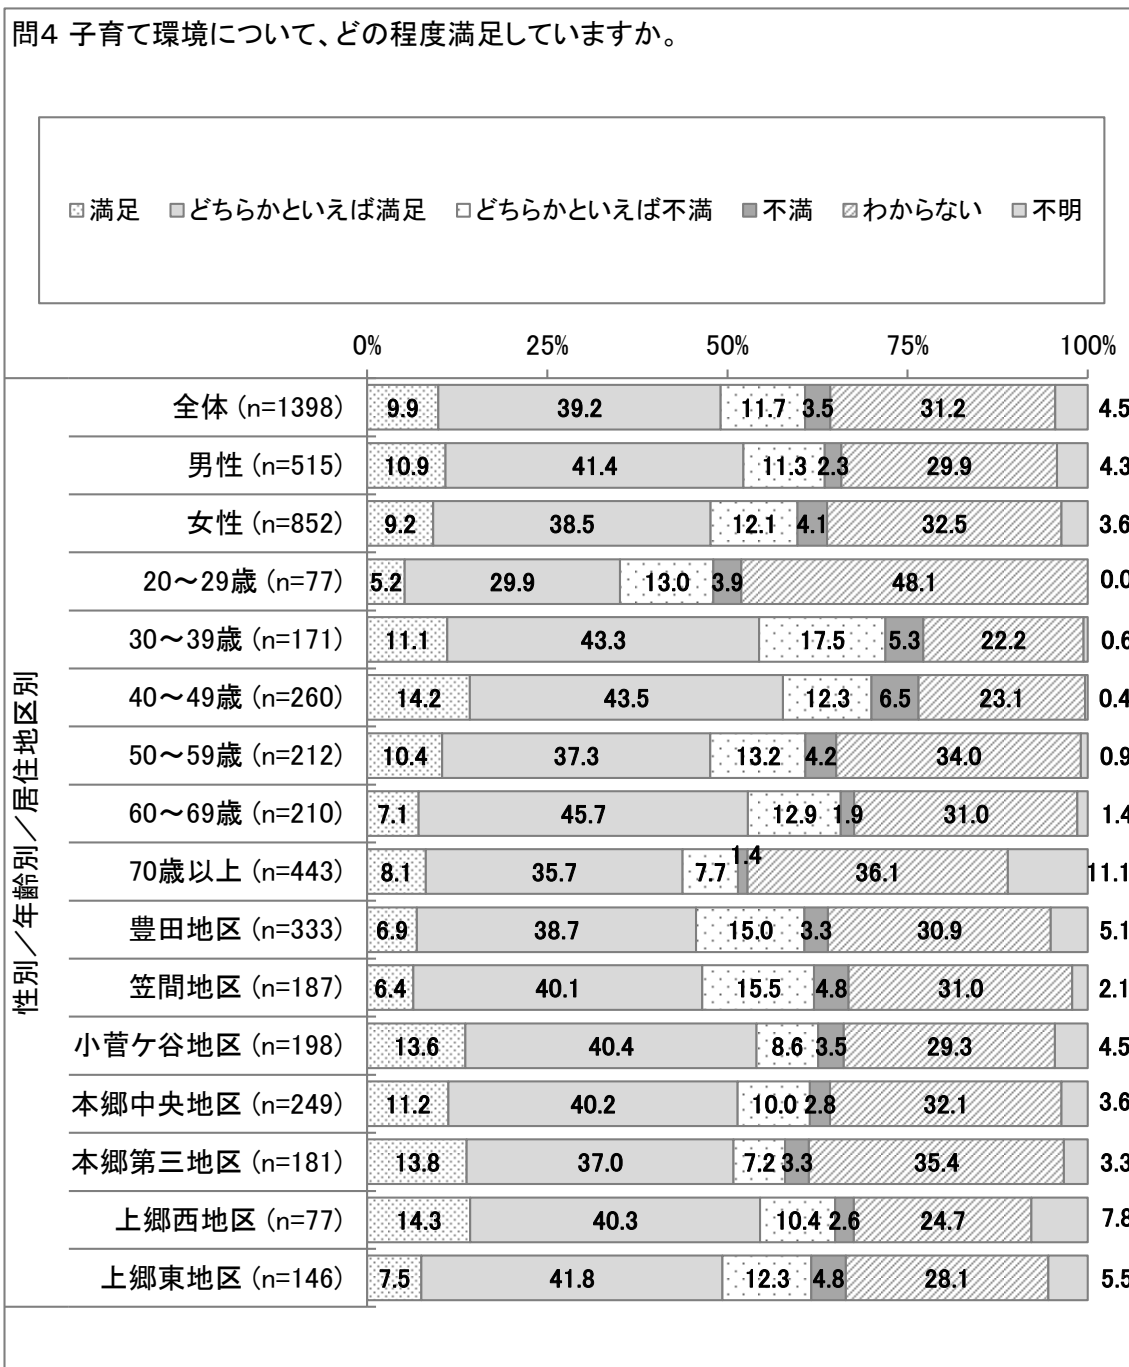 問4 子育て環境について、どの程度満足していますか。
満足 どちらかといえば満足 どちらかといえば不満 不満 わからない 不明
0% 25% 50% 75% 100%
性別／年齢別／居住地区別
全体 (n=1398) 9.9 39.2 11.7 3.5 31.2 4.5
男性 (n=515) 10.9 41.4 11.3 2.3 29.9 4.3
女性 (n=852) 9.2 38.5 12.1 4.1 32.5 3.6
20～29歳 (n=77) 5.2 29.9 13.0 3.9 48.1 0.0
30～39歳 (n=171) 11.1 43.3 17.5 5.3 22.2 0.6
40～49歳 (n=260) 14.2 43.5 12.3 6.5 23.1 0.4
50～59歳 (n=212) 10.4 37.3 13.2 4.2 34.0 0.9
60～69歳 (n=210) 7.1 45.7 12.9 1.9 31.0 1.4
70歳以上 (n=443) 8.1 35.7 7.7 1.4 36.1 11.1
豊田地区 (n=333) 6.9 38.7 15.0 3.3 30.9 5.1
笠間地区 (n=187) 6.4 40.1 15.5 4.8 31.0 2.1
小菅ケ谷地区 (n=198) 13.6 40.4 8.6 3.5 29.3 4.5
本郷中央地区 (n=249) 11.2 40.2 10.0 2.8 32.1 3.6
本郷第三地区 (n=181) 13.8 37.0 7.2 3.3 35.4 3.3
上郷西地区 (n=77) 14.3 40.3 10.4 2.6 24.7 7.8
上郷東地区 (n=146) 7.5 41.8 12.3 4.8 28.1 5.5